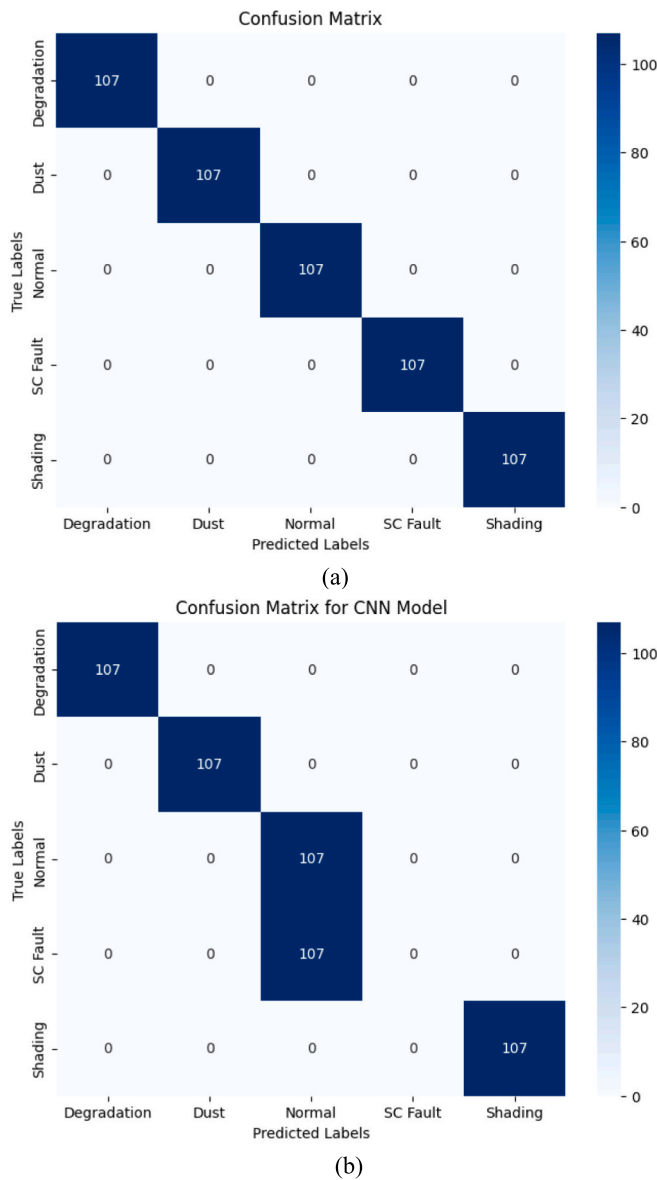 Confusion Matrix
Degradation 107 0 0 0 0
Dust 0 107 0 0 0
Normal 0 0 107 0 0
SC Fault 0 0 0 107 0
Shading 0 0 0 0 107
True Labels
Degradation Dust Normal SC Fault Shading
Predicted Labels
100
80
60
40
20
0
(a)
Confusion Matrix for CNN Model
Degradation 107 0 0 0 0
Dust 0 107 0 0 0
Normal 0 0 107 0 0
SC Fault 0 0 107 0 0
Shading 0 0 0 0 107
True Labels
Degradation Dust Normal SC Fault Shading
Predicted Labels
100
80
60
40
20
0
(b)